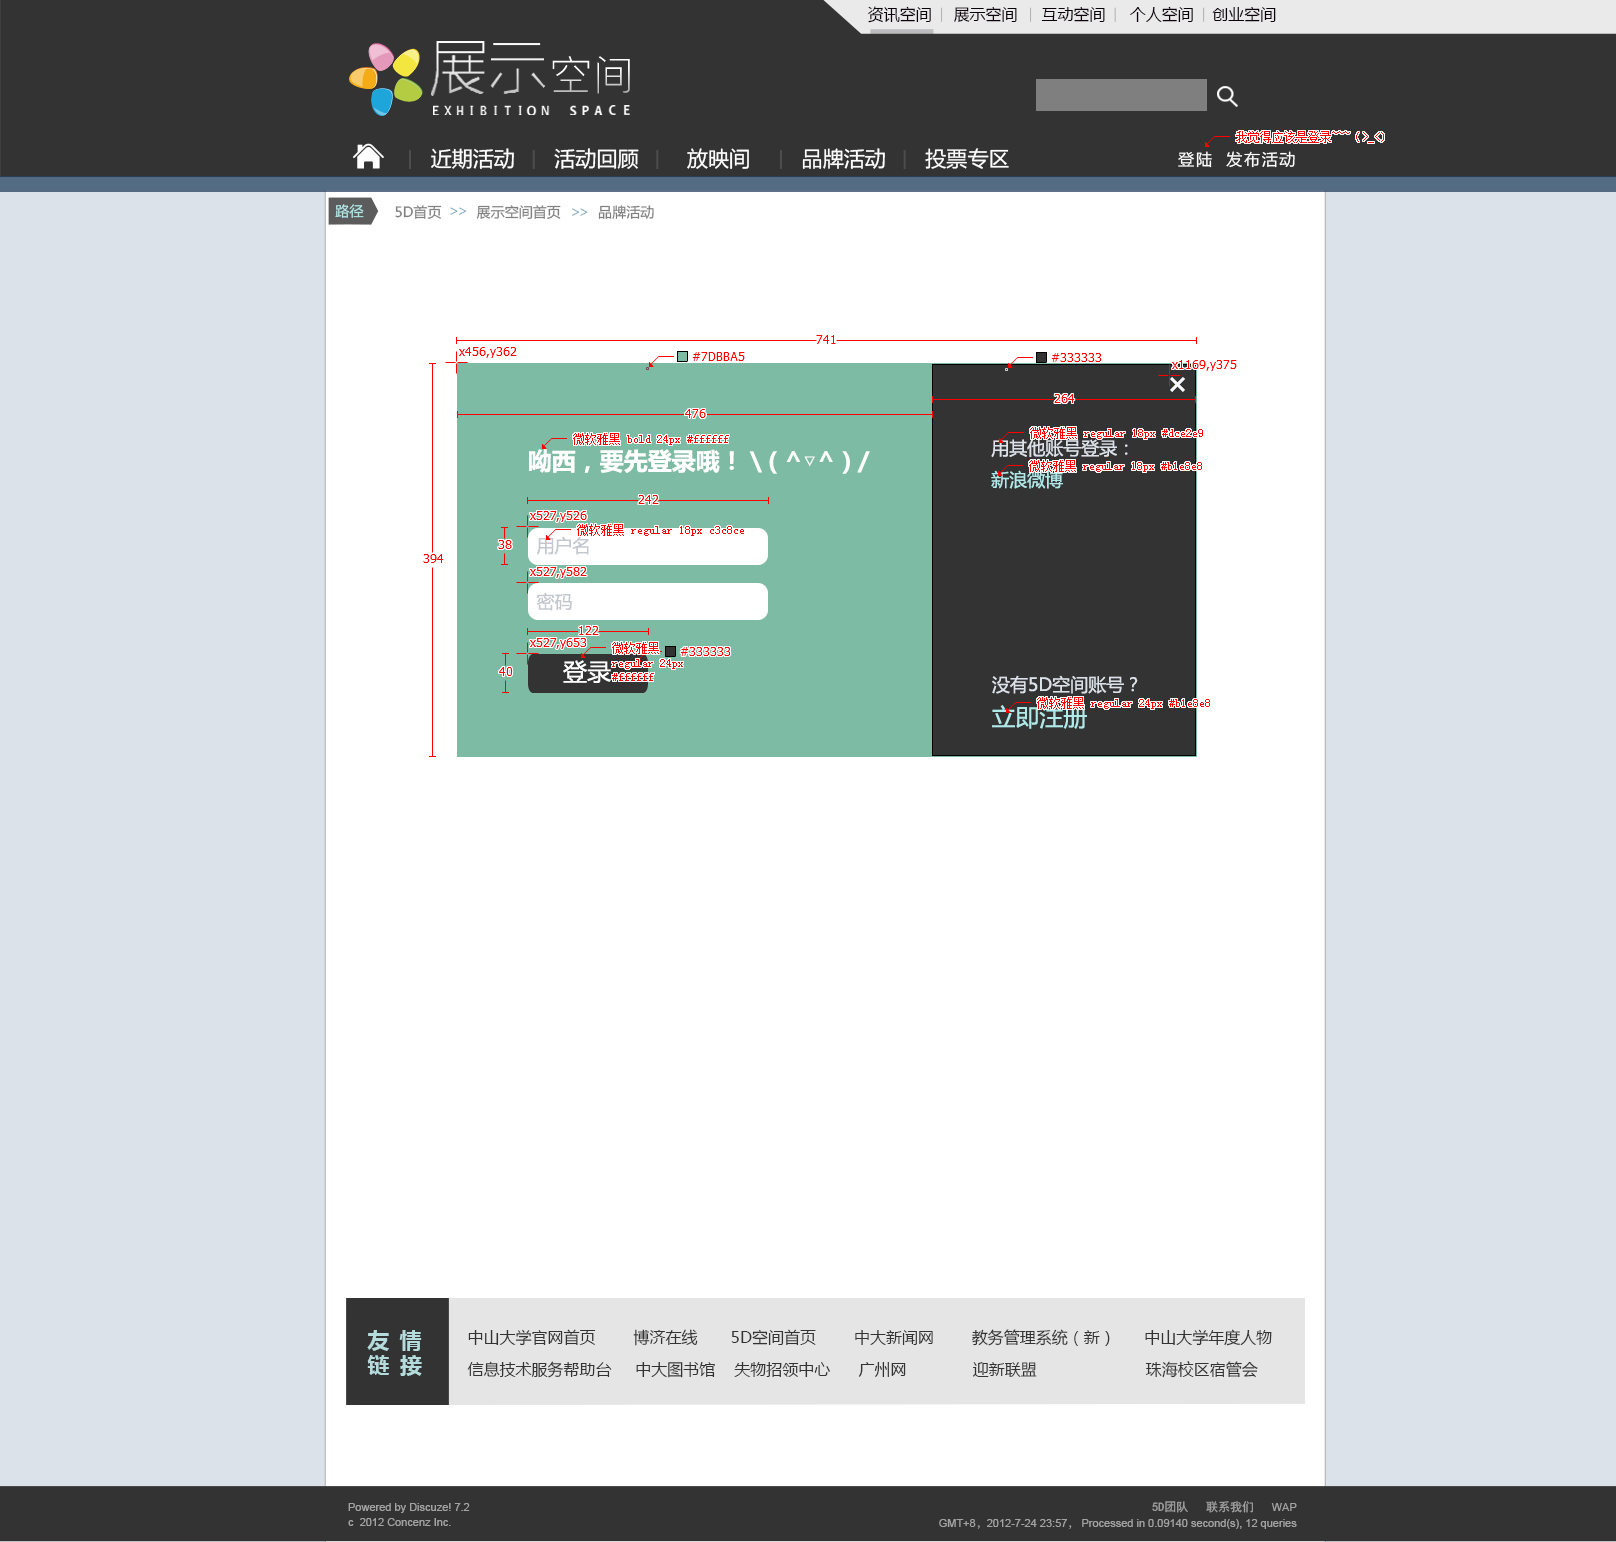 资讯空间 展示空间 互动空间 个人空间 创业空间
展示空间
EXHIBITION SPACE
我觉得应该是登录~~~ (>_<)
近期活动 活动回顾 放映间 品牌活动 投票专区 登陆 发布活动
路径 5D首页 >> 展示空间首页 >> 品牌活动
741
x456,y362 #7DBBA5 #333333
x1169,y375
264
476
微软雅黑 bold 24px #ffffff
微软雅黑 regular 18px #dce2e9
呦西，要先登录哦！\(^▽^)/
用其他账号登录：
微软雅黑 regular 18px #b1e8e8
新浪微博
242
x527,y526
微软雅黑 regular 18px c3c8ce
38
用户名
394
x527,y582
密码
122
x527,y653
微软雅黑 regular 24px #ffffff
#333333
40
登录
没有5D空间账号？
微软雅黑 regular 24px #b1e8e8
立即注册
友情
链接
中山大学官网首页 博济在线 5D空间首页 中大新闻网 教务管理系统（新） 中山大学年度人物
信息技术服务帮助台 中大图书馆 失物招领中心 广州网 迎新联盟 珠海校区宿管会
Powered by Discuze! 7.2
c 2012 Concenz Inc.
5D团队 联系我们 WAP
GMT+8， 2012-7-24 23:57， Processed in 0.09140 second(s), 12 queries